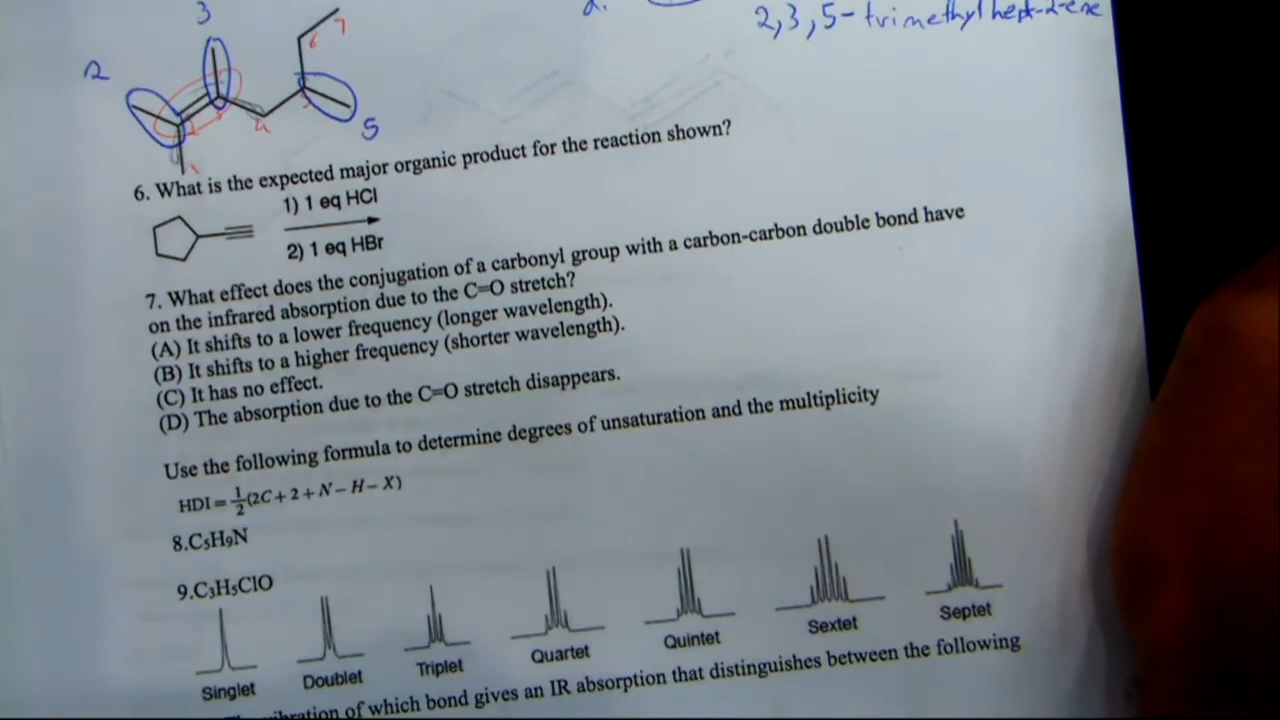 3
7
2,3,5-trimethylhept-2-ene
2
6
4
5
6. What is the expected major organic product for the reaction shown?
1) 1 eq HCl
2) 1 eq HBr
7. What effect does the conjugation of a carbonyl group with a carbon-carbon double bond have
on the infrared absorption due to the C=O stretch?
(A) It shifts to a lower frequency (longer wavelength).
(B) It shifts to a higher frequency (shorter wavelength).
(C) It has no effect.
(D) The absorption due to the C=O stretch disappears.
Use the following formula to determine degrees of unsaturation and the multiplicity
HDI = 1/2 (2C + 2 + N − H − X)
8.C5H9N
9.C3H5ClO
Singlet Doublet Triplet Quartet Quintet Sextet Septet
of which bond gives an IR absorption that distinguishes between the following